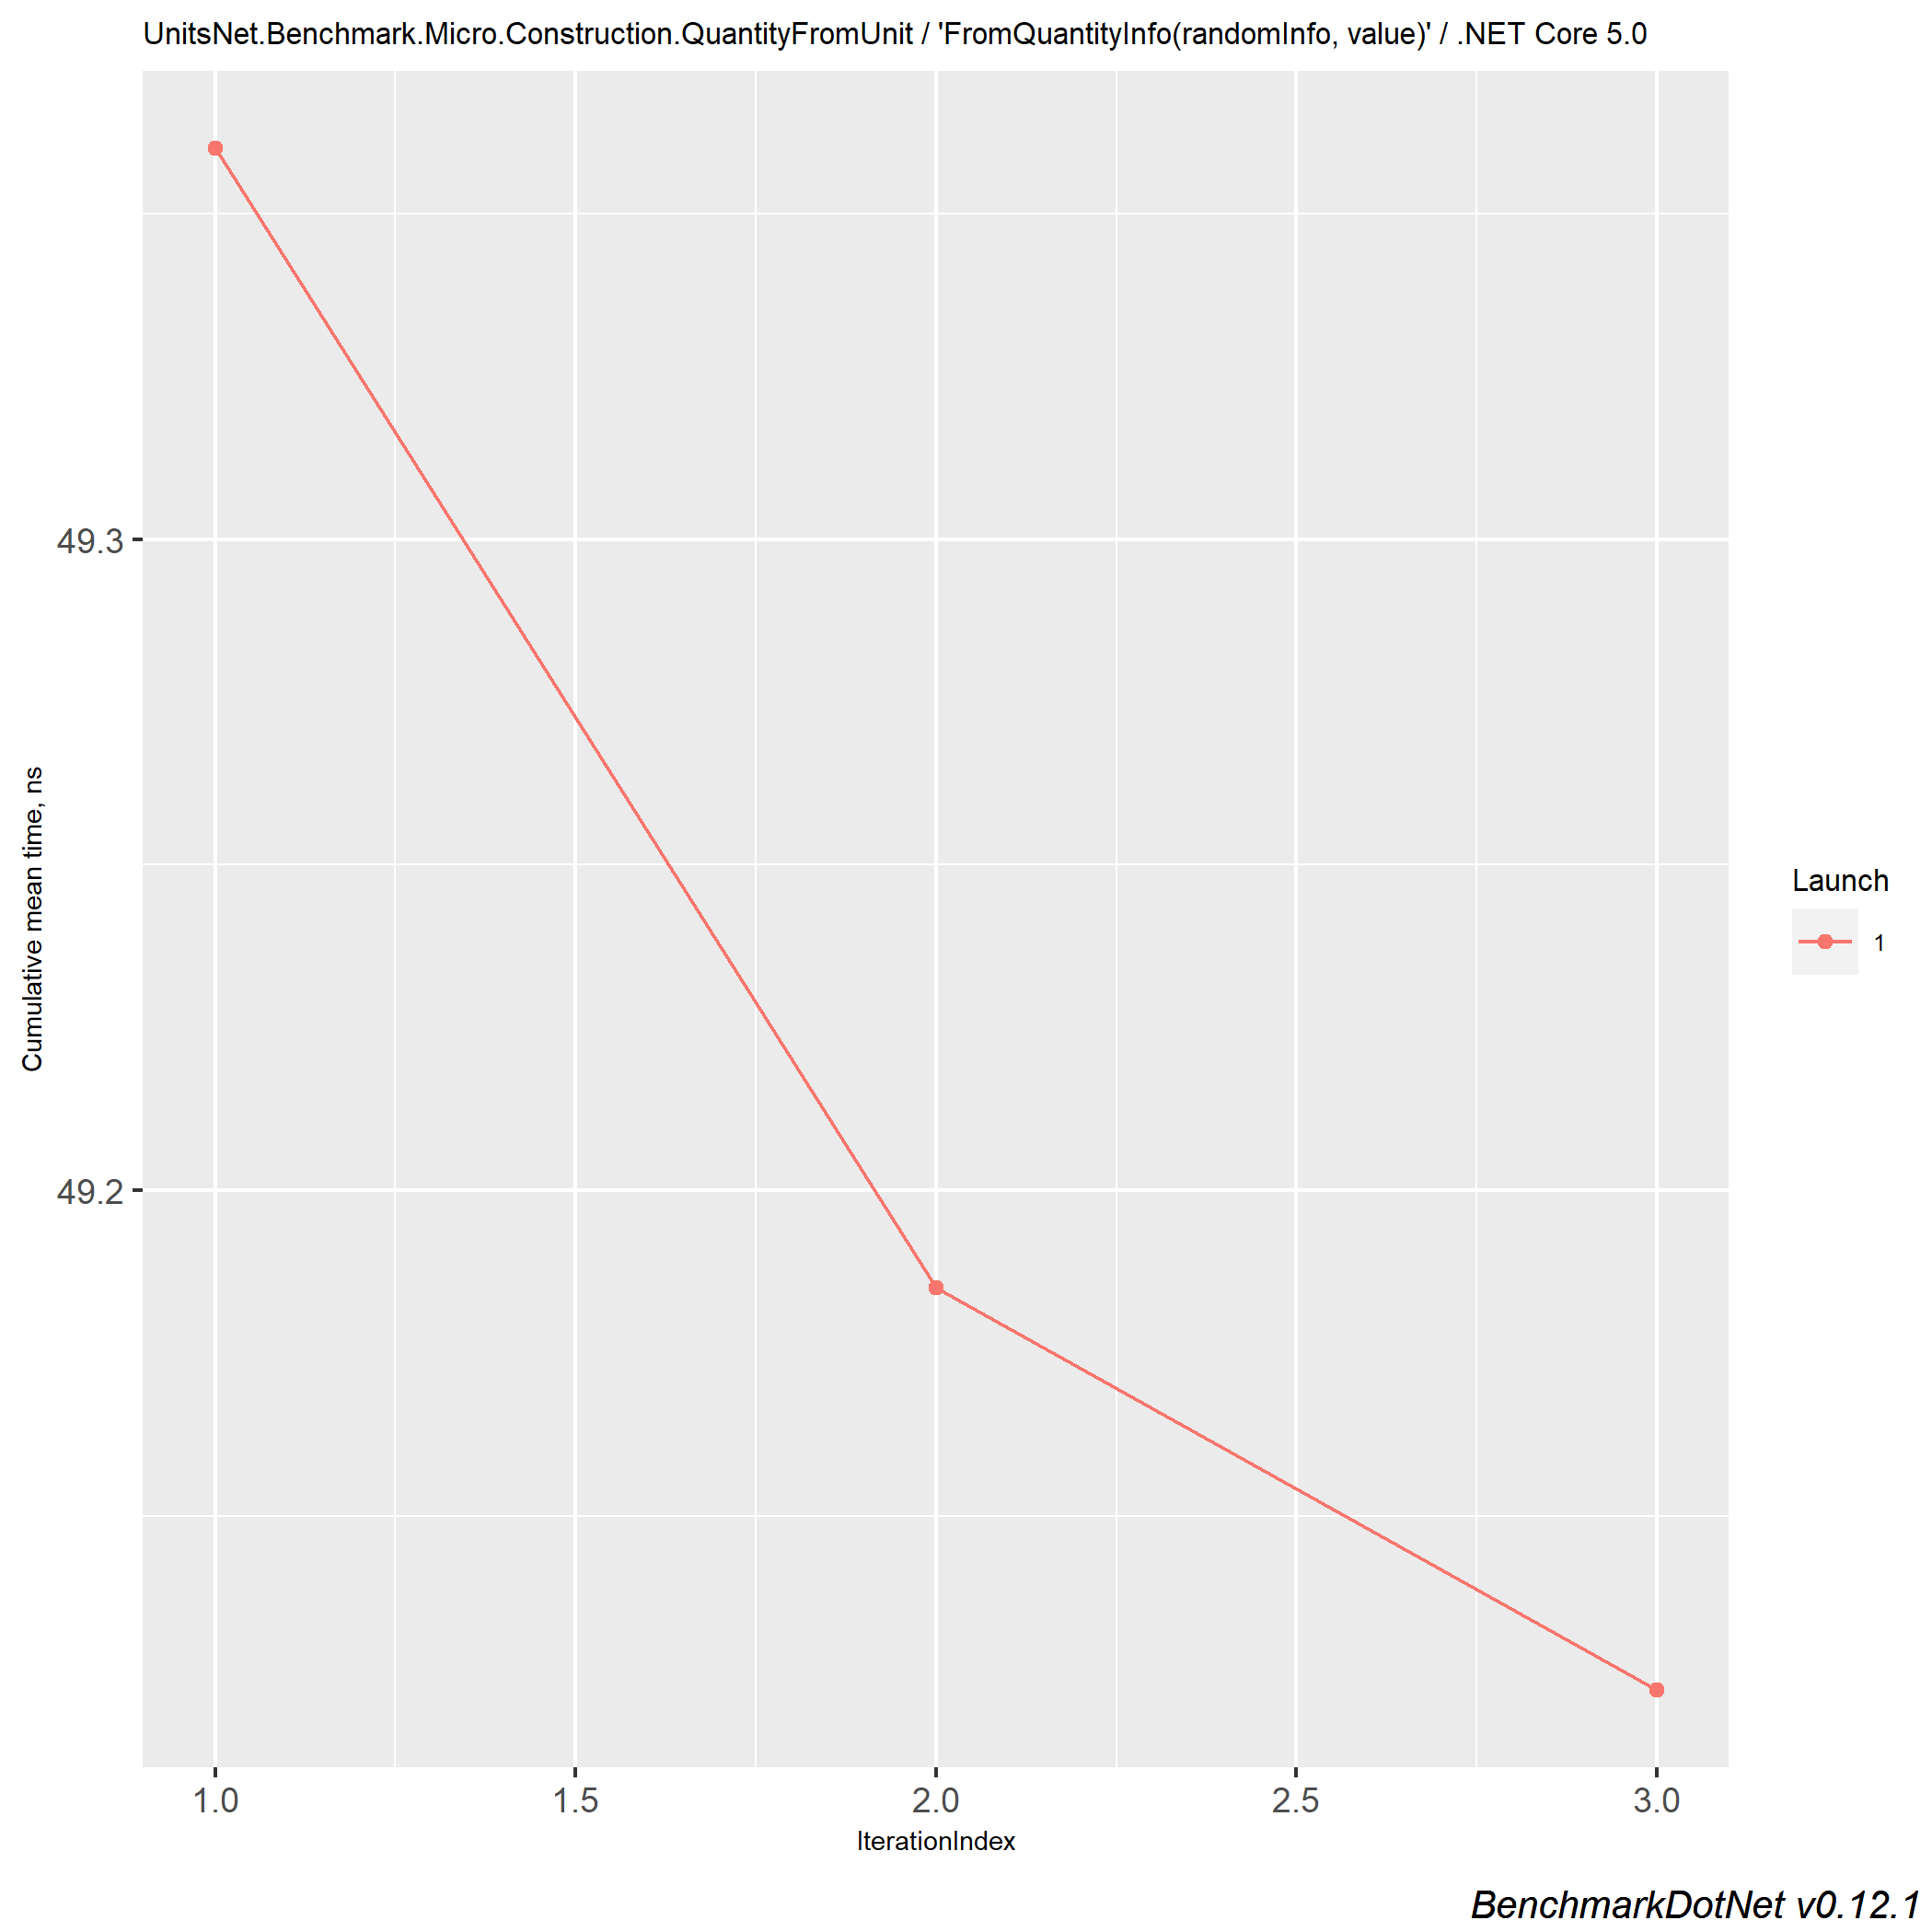 UnitsNet.Benchmark.Micro.Construction.QuantityFromUnit / 'FromQuantityInfo(randomInfo, value)' / .NET Core 5.0
Cumulative mean time, ns
49.3
49.2
1.0 1.5 2.0 2.5 3.0
IterationIndex
Launch
1
BenchmarkDotNet v0.12.1